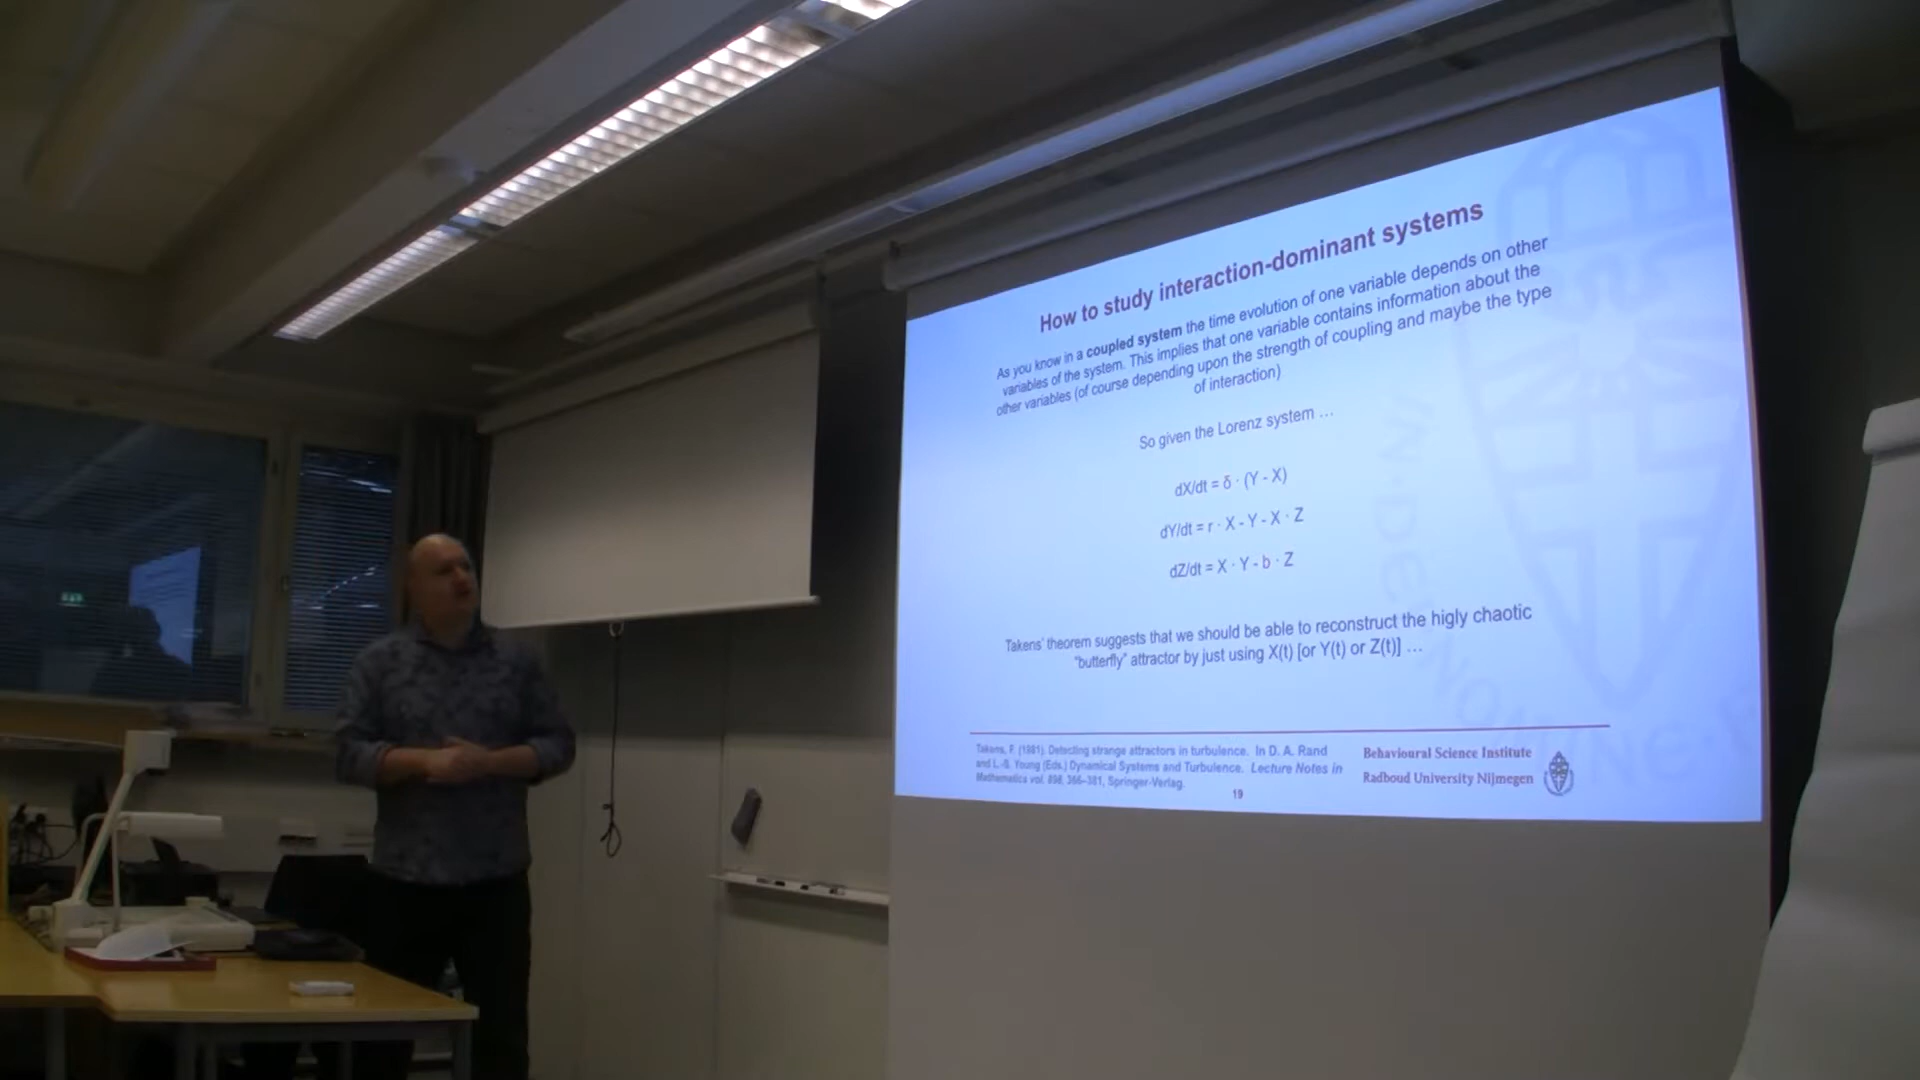 How to study interaction-dominant systems
As you know in a coupled system the time evolution of one variable depends on other
variables of the system. This implies that one variable contains information about the
other variables (of course depending upon the strength of coupling and maybe the type
of interaction)
So given the Lorenz system …
dX/dt = δ · (Y - X)
dY/dt = r · X - Y - X · Z
dZ/dt = X · Y - b · Z
Takens' theorem suggests that we should be able to reconstruct the higly chaotic
"butterfly" attractor by just using X(t) [or Y(t) or Z(t)] …
Takens, F. (1981). Detecting strange attractors in turbulence. In D. A. Rand
and L.-S. Young (Eds.) Dynamical Systems and Turbulence. Lecture Notes in
Mathematics vol. 898, 366–381, Springer-Verlag.
Behavioural Science Institute
Radboud University Nijmegen
19